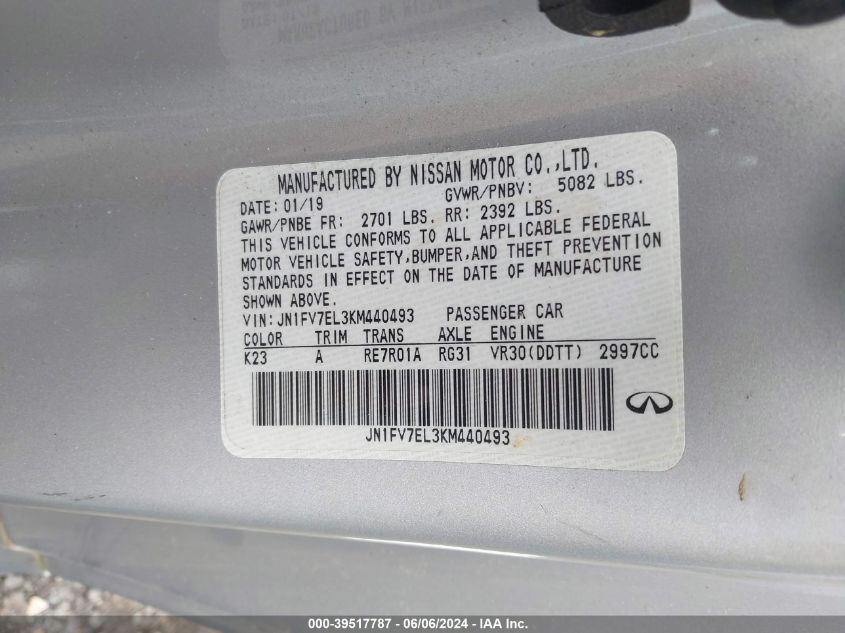 MANUFACTURED BY NISSAN MOTOR CO.,LTD.
DATE: 01/19 GVWR/PNBV: 5082 LBS.
GAWR/PNBE FR: 2701 LBS. RR: 2392 LBS.
THIS VEHICLE CONFORMS TO ALL APPLICABLE FEDERAL
MOTOR VEHICLE SAFETY,BUMPER,AND THEFT PREVENTION
STANDARDS IN EFFECT ON THE DATE OF MANUFACTURE
SHOWN ABOVE.
VIN: JN1FV7EL3KM440493 PASSENGER CAR
COLOR TRIM TRANS AXLE ENGINE
K23 A RE7R01A RG31 VR30(DDTT) 2997CC
JN1FV7EL3KM440493
000-39517787 - 06/06/2024 - IAA Inc.